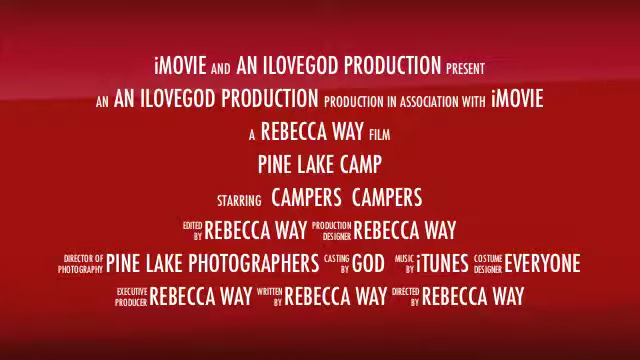 iMOVIE AND AN ILOVEGOD PRODUCTION PRESENT
AN AN ILOVEGOD PRODUCTION PRODUCTION IN ASSOCIATION WITH iMOVIE
A REBECCA WAY FILM
PINE LAKE CAMP
STARRING CAMPERS CAMPERS
EDITED BY REBECCA WAY PRODUCTION DESIGNER REBECCA WAY
DIRECTOR OF PHOTOGRAPHY PINE LAKE PHOTOGRAPHERS CASTING BY GOD MUSIC BY iTUNES COSTUME DESIGNER EVERYONE
EXECUTIVE PRODUCER REBECCA WAY WRITTEN BY REBECCA WAY DIRECTED BY REBECCA WAY